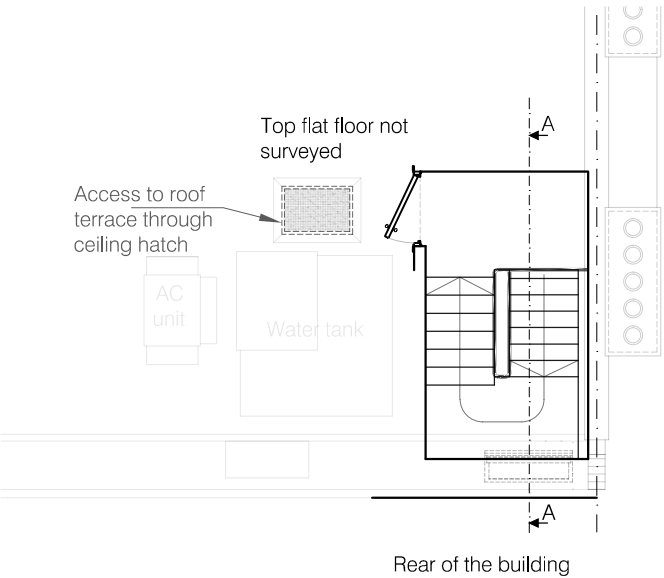 A
Top flat floor not
surveyed
Access to roof
terrace through
ceiling hatch
AC
unit
Water tank
A
Rear of the building